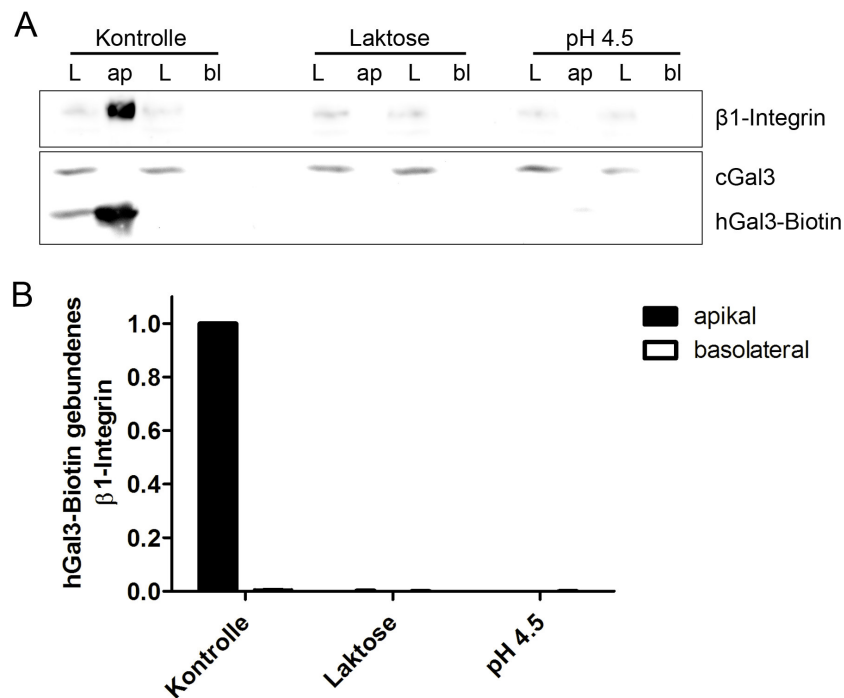 A
Kontrolle Laktose pH 4.5
L ap L bl L ap L bl L ap L bl
β1-Integrin
cGal3
hGal3-Biotin
B
hGal3-Biotin gebundenes
β1-Integrin
1.0
0.8
0.6
0.4
0.2
0.0
Kontrolle
Laktose
pH 4.5
apikal
basolateral